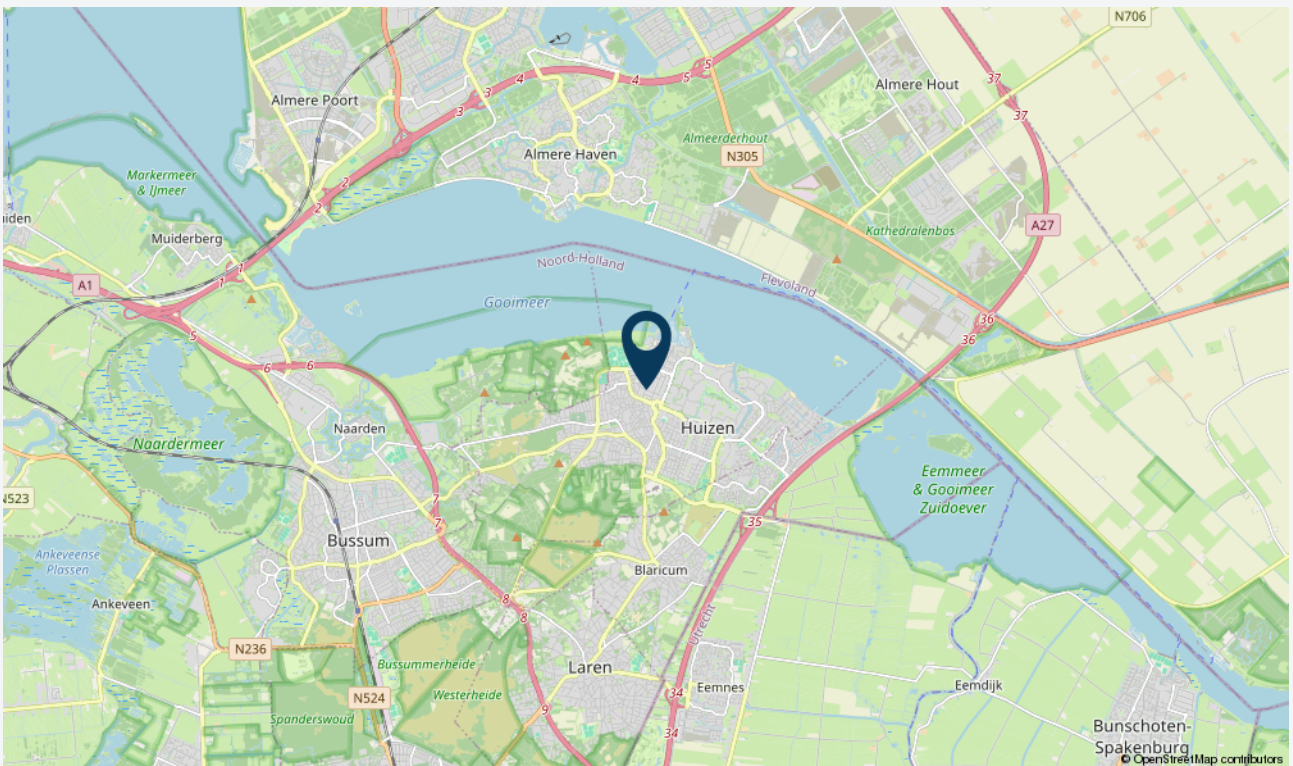 N706
37
Almere Hout
5
4
5
4
3
3
Almere Poort
37
Almeerderhout
Almere Haven
N305
Markermeer
& IJmeer
2
2
iden
A27
Kathedralenbos
Muiderberg
Noord-Holland
1
1
A1
Flevoland
Gooimeer
36
5
36
6
6
Naarden
Huizen
Naardermeer
Eemmeer
& Gooimeer
Zuidoever
N523
7
7
35
Bussum
Ankeveense
Plassen
Blaricum
Ankeveen
8
8
Utrecht
N236
Bussummerheide
Laren
Eemnes
Eemdijk
34
Westerheide
N524
9
Spanderswoud
34
Bunschoten-
Spakenburg
© OpenStreetMap contributors